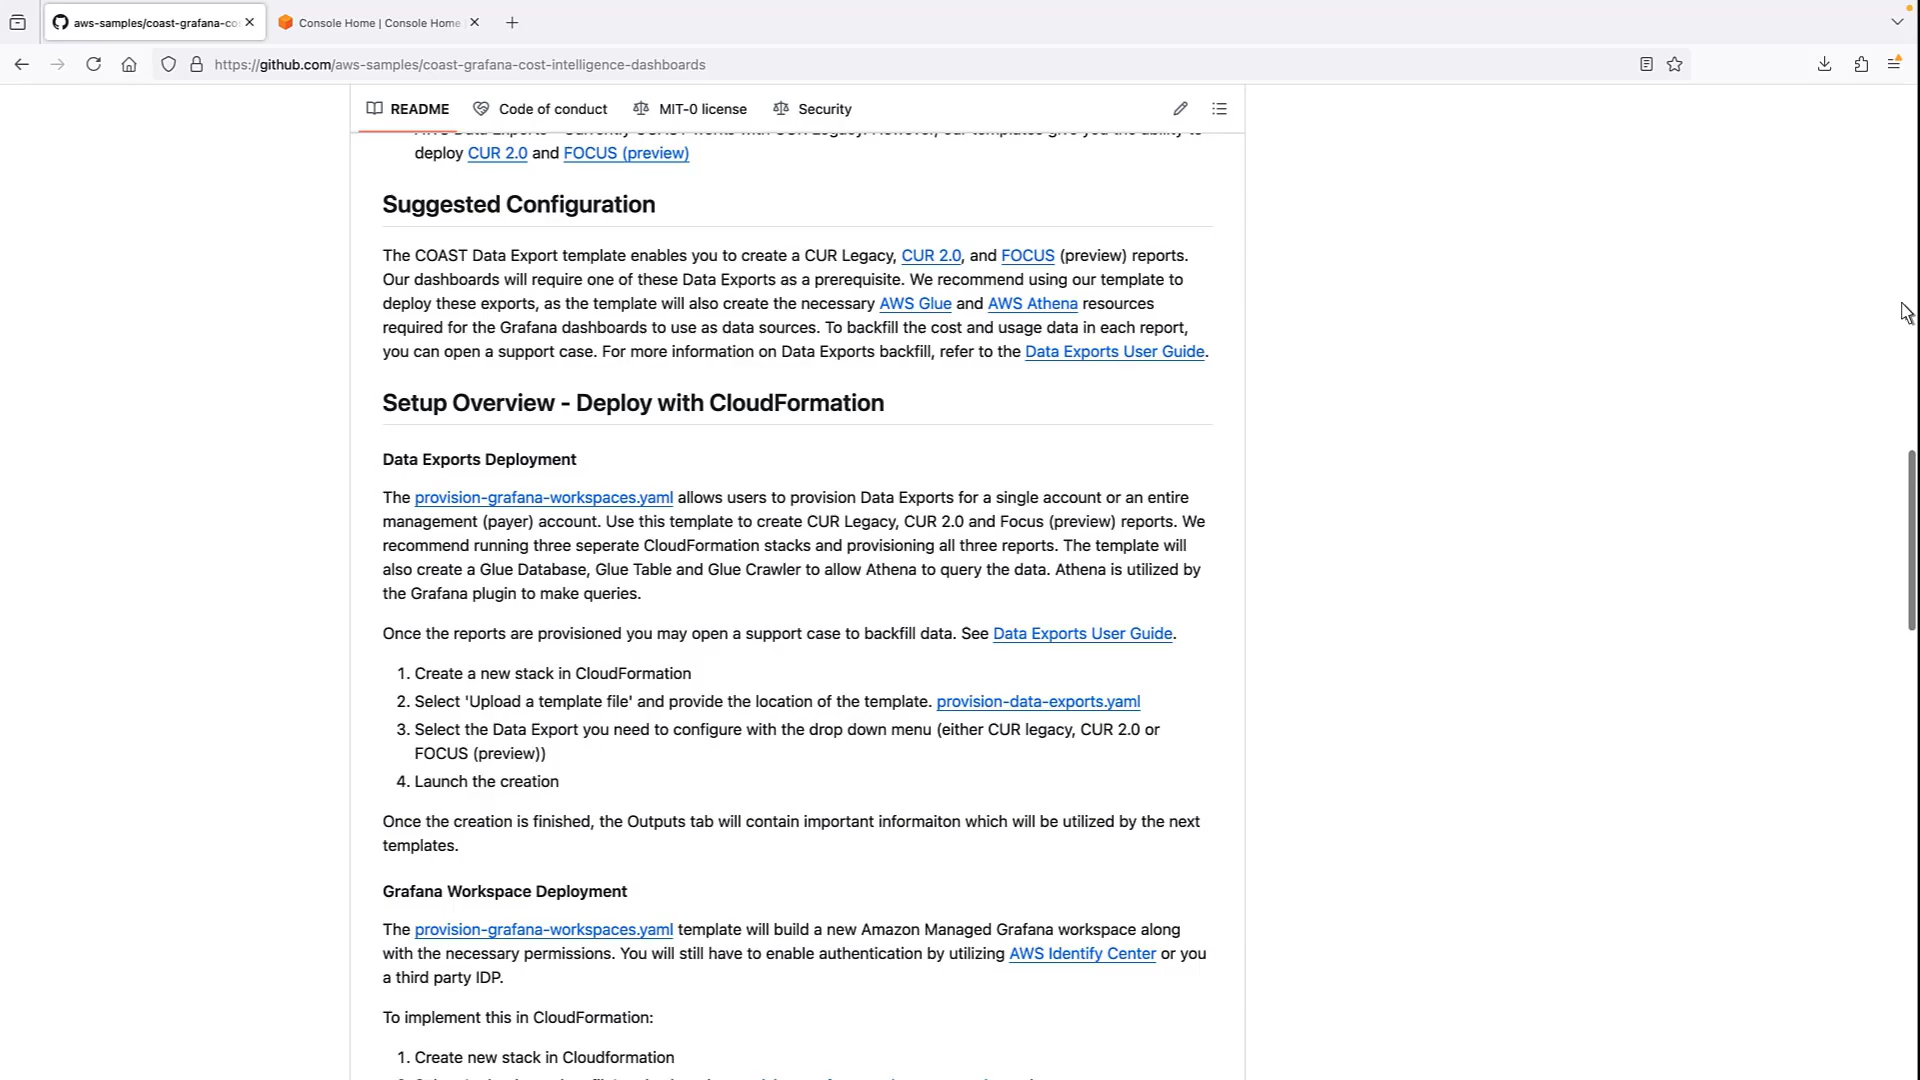 aws-samples/coast-grafana-co
Console Home | Console Home
https://github.com/aws-samples/coast-grafana-cost-intelligence-dashboards
README
Code of conduct
MIT-0 license
Security
deploy CUR 2.0 and FOCUS (preview)
Suggested Configuration
The COAST Data Export template enables you to create a CUR Legacy, CUR 2.0, and FOCUS (preview) reports.
Our dashboards will require one of these Data Exports as a prerequisite. We recommend using our template to
deploy these exports, as the template will also create the necessary AWS Glue and AWS Athena resources
required for the Grafana dashboards to use as data sources. To backfill the cost and usage data in each report,
you can open a support case. For more information on Data Exports backfill, refer to the Data Exports User Guide.
Setup Overview - Deploy with CloudFormation
Data Exports Deployment
The provision-grafana-workspaces.yaml allows users to provision Data Exports for a single account or an entire
management (payer) account. Use this template to create CUR Legacy, CUR 2.0 and Focus (preview) reports. We
recommend running three seperate CloudFormation stacks and provisioning all three reports. The template will
also create a Glue Database, Glue Table and Glue Crawler to allow Athena to query the data. Athena is utilized by
the Grafana plugin to make queries.
Once the reports are provisioned you may open a support case to backfill data. See Data Exports User Guide.
1. Create a new stack in CloudFormation
2. Select 'Upload a template file' and provide the location of the template. provision-data-exports.yaml
3. Select the Data Export you need to configure with the drop down menu (either CUR legacy, CUR 2.0 or
FOCUS (preview))
4. Launch the creation
Once the creation is finished, the Outputs tab will contain important informaiton which will be utilized by the next
templates.
Grafana Workspace Deployment
The provision-grafana-workspaces.yaml template will build a new Amazon Managed Grafana workspace along
with the necessary permissions. You will still have to enable authentication by utilizing AWS Identify Center or you
a third party IDP.
To implement this in CloudFormation:
1. Create new stack in Cloudformation